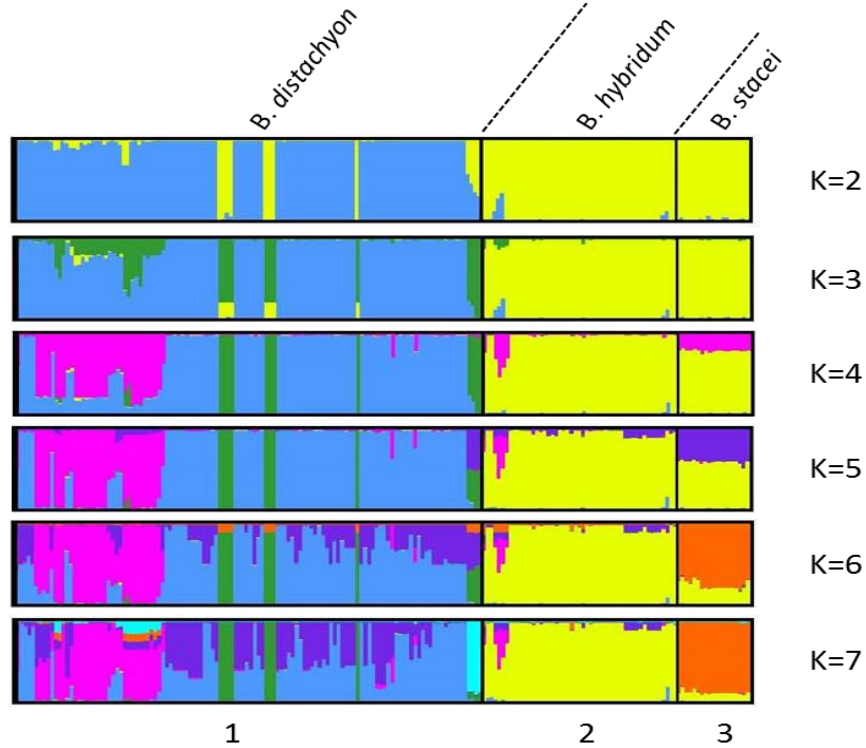 B. distachyon
B. hybridum
B. stacei
K=2
K=3
K=4
K=5
K=6
K=7
1 2 3